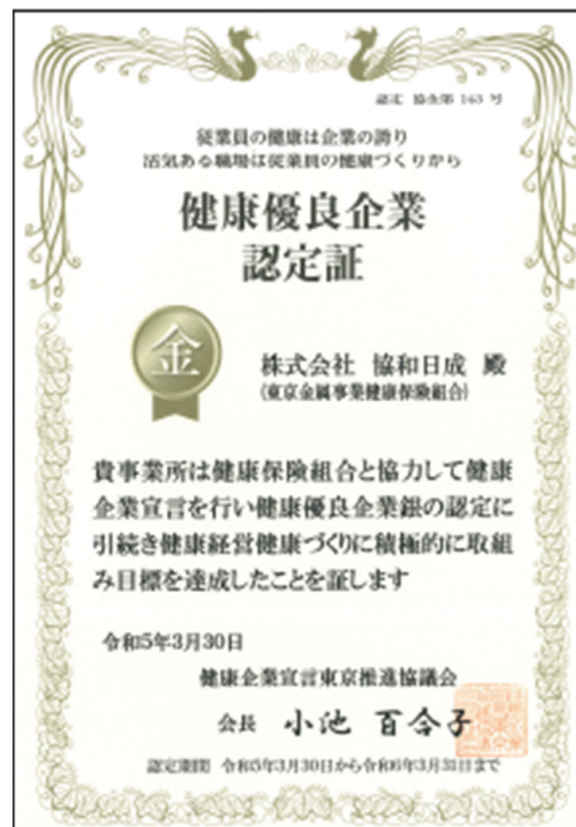 認定 協金第 163 号
従業員の健康は企業の誇り
活気ある職場は従業員の健康づくりから
健康優良企業
認定証
金
株式会社 協和日成 殿
(東京金属事業健康保険組合)
貴事業所は健康保険組合と協力して健康
企業宣言を行い健康優良企業銀の認定に
引続き健康経営健康づくりに積極的に取組
み目標を達成したことを証します
令和5年3月30日
健康企業宣言東京推進協議会
会長 小池 百合子
認定期間 令和5年3月30日から令和6年3月31日まで